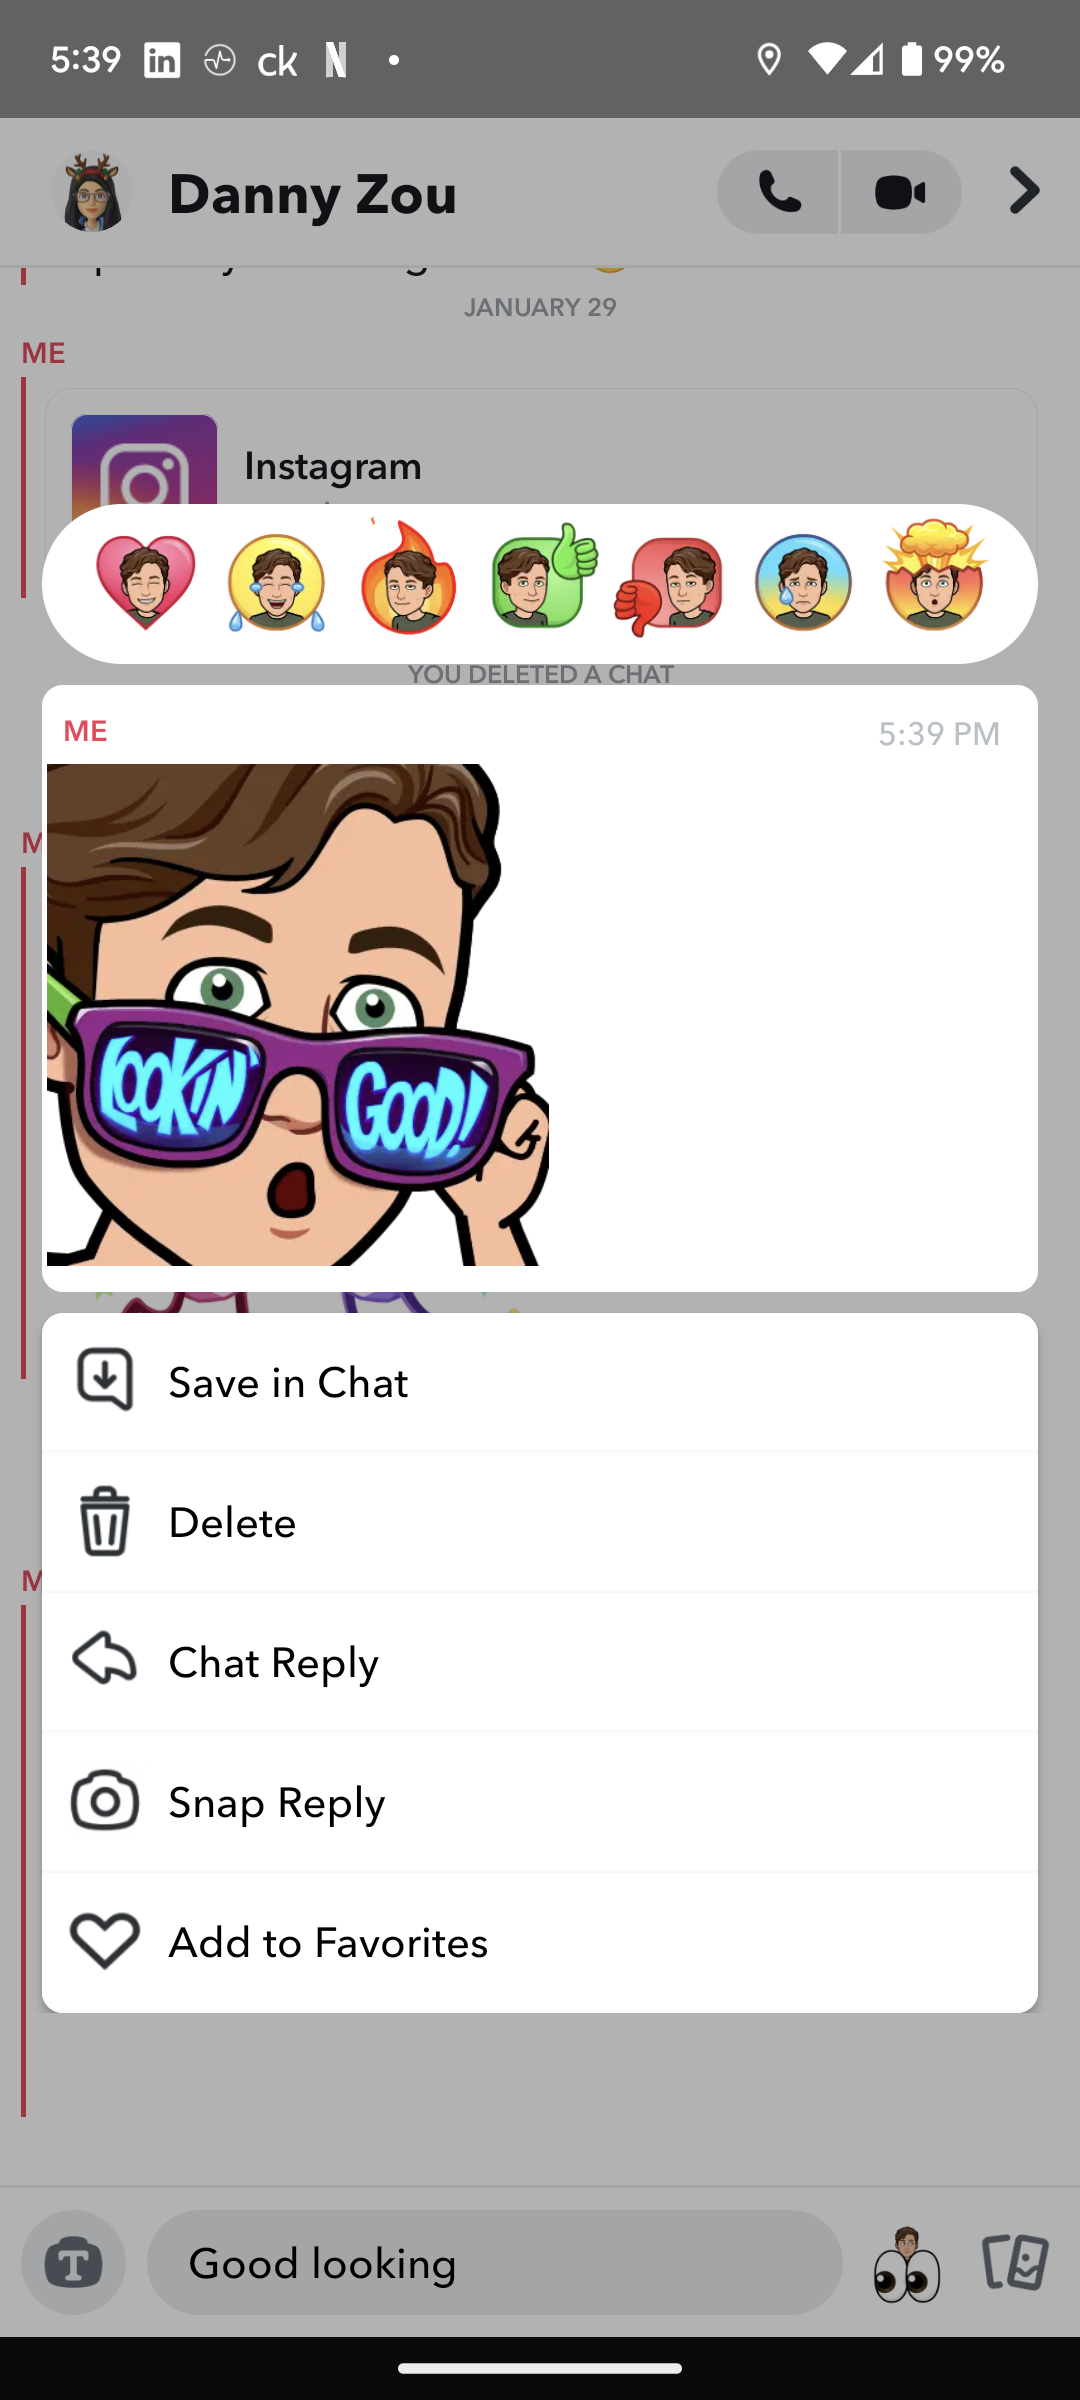 5:39 in ck N 99%
Danny Zou
JANUARY 29
ME
Instagram
YOU DELETED A CHAT
ME 5:39 PM
LOOKIN' GOOD!
Save in Chat
Delete
Chat Reply
Snap Reply
Add to Favorites
T Good looking